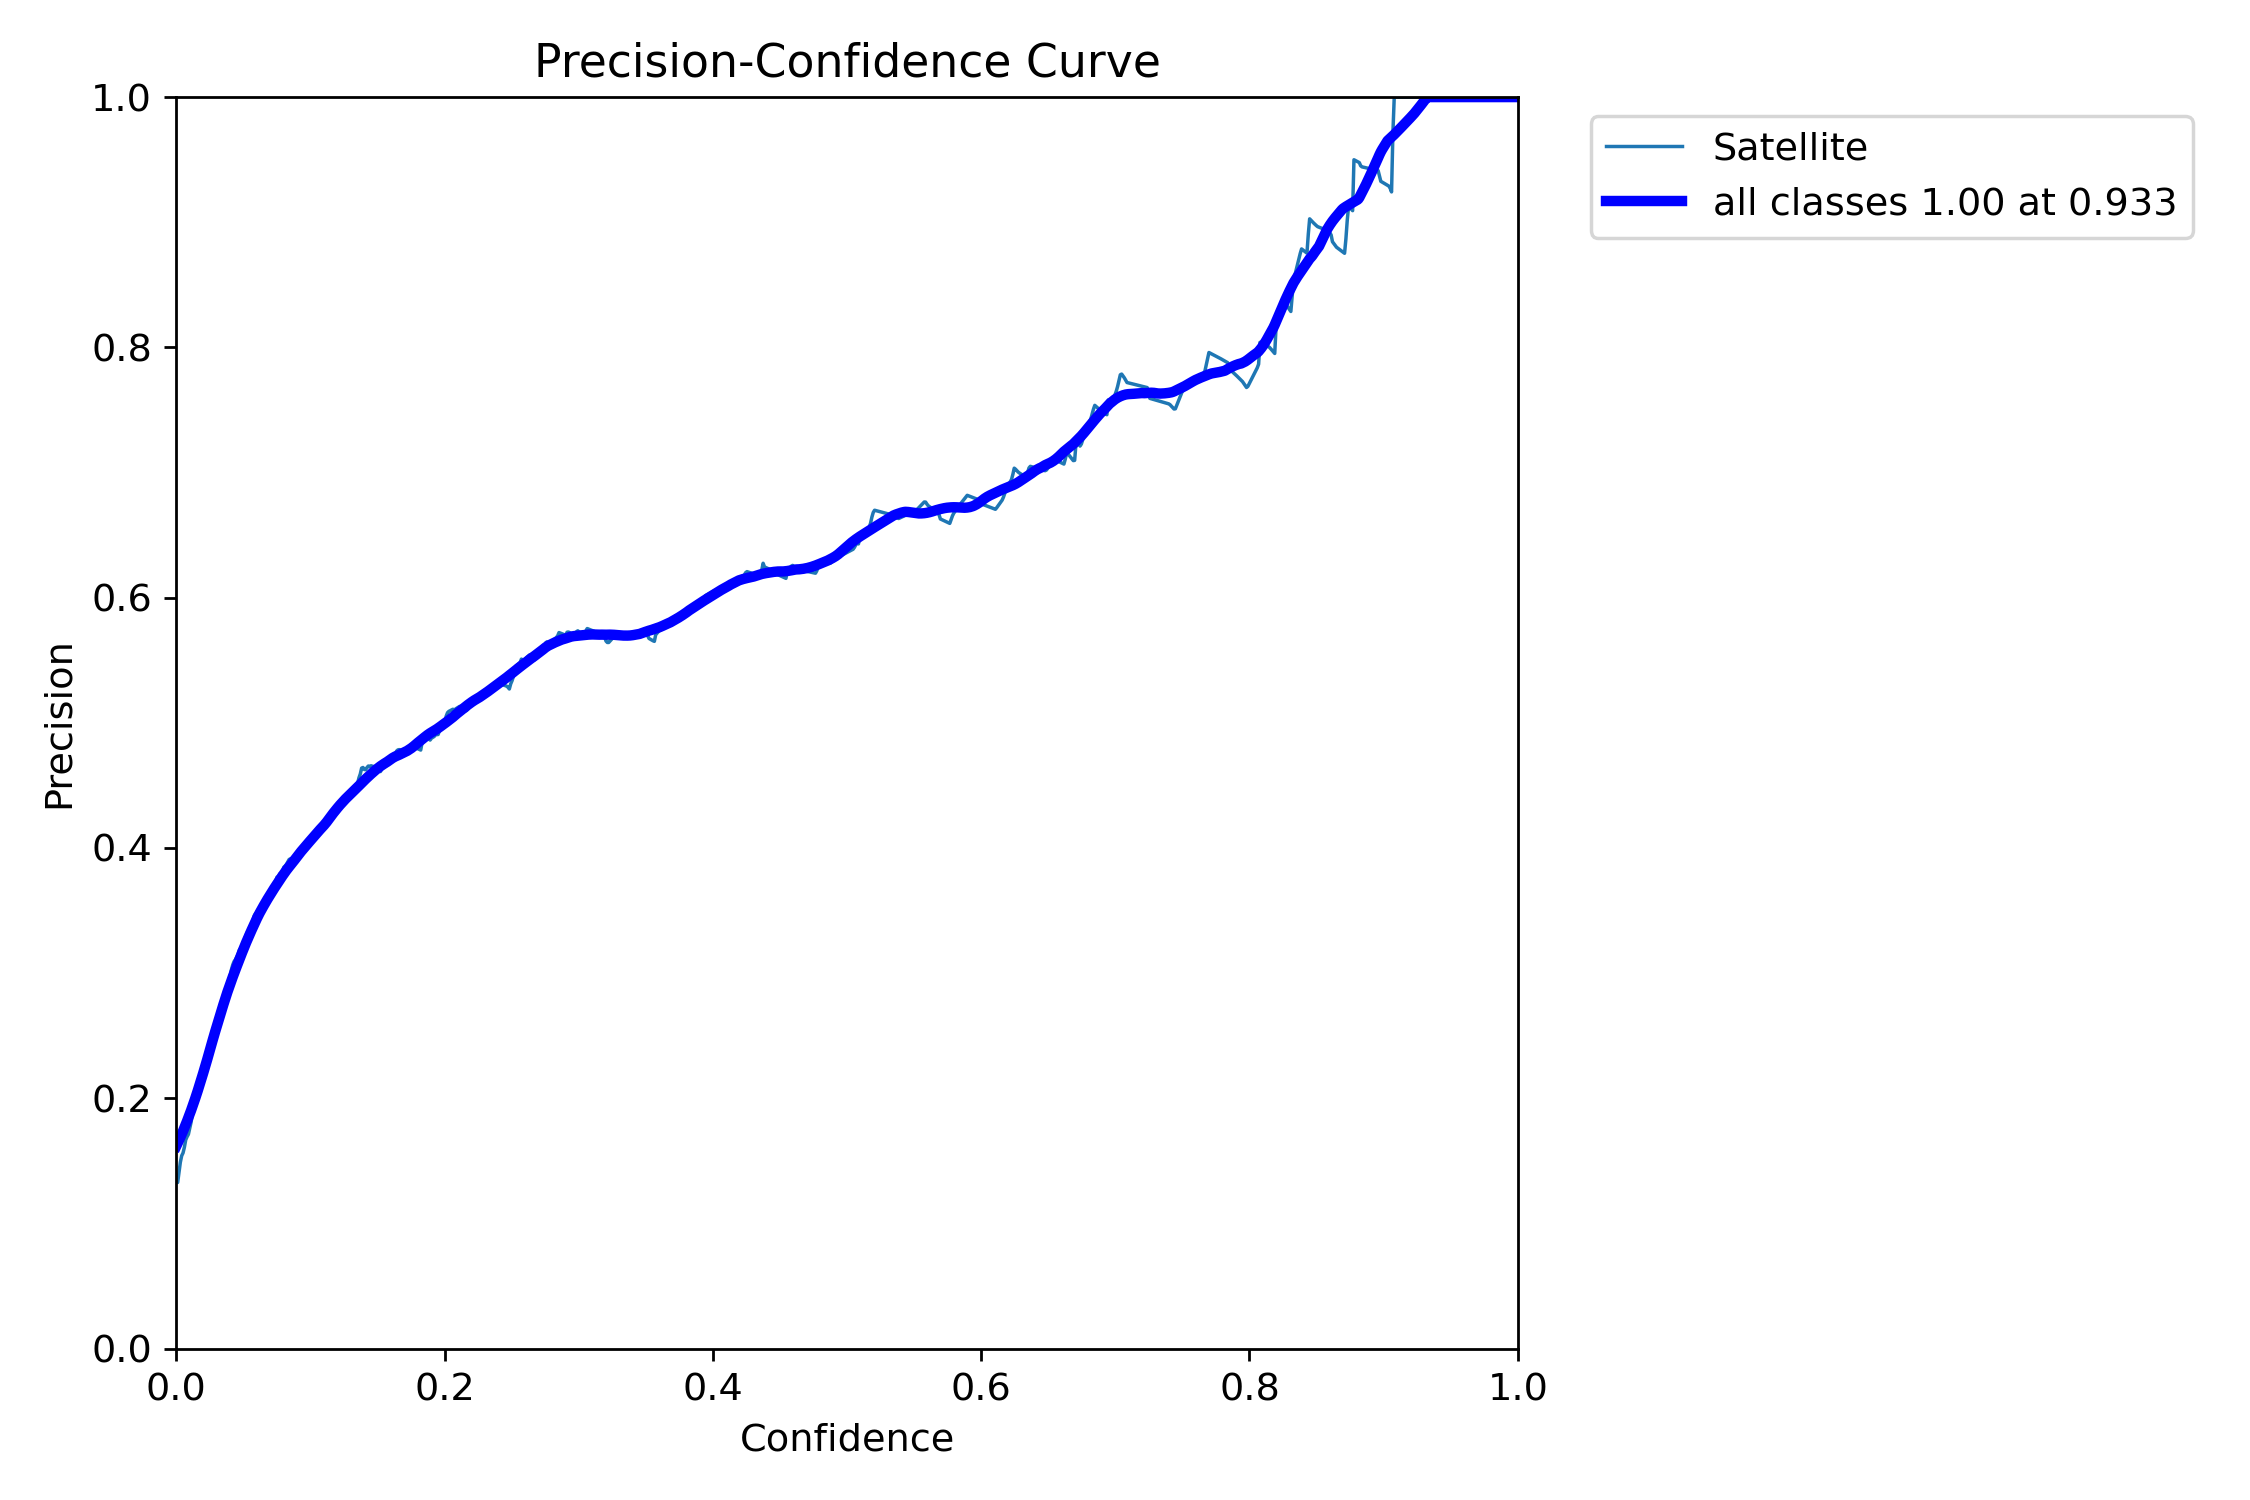 Precision-Confidence Curve
Satellite
all classes 1.00 at 0.933
Precision
1.0
0.8
0.6
0.4
0.2
0.0
0.0 0.2 0.4 0.6 0.8 1.0
Confidence